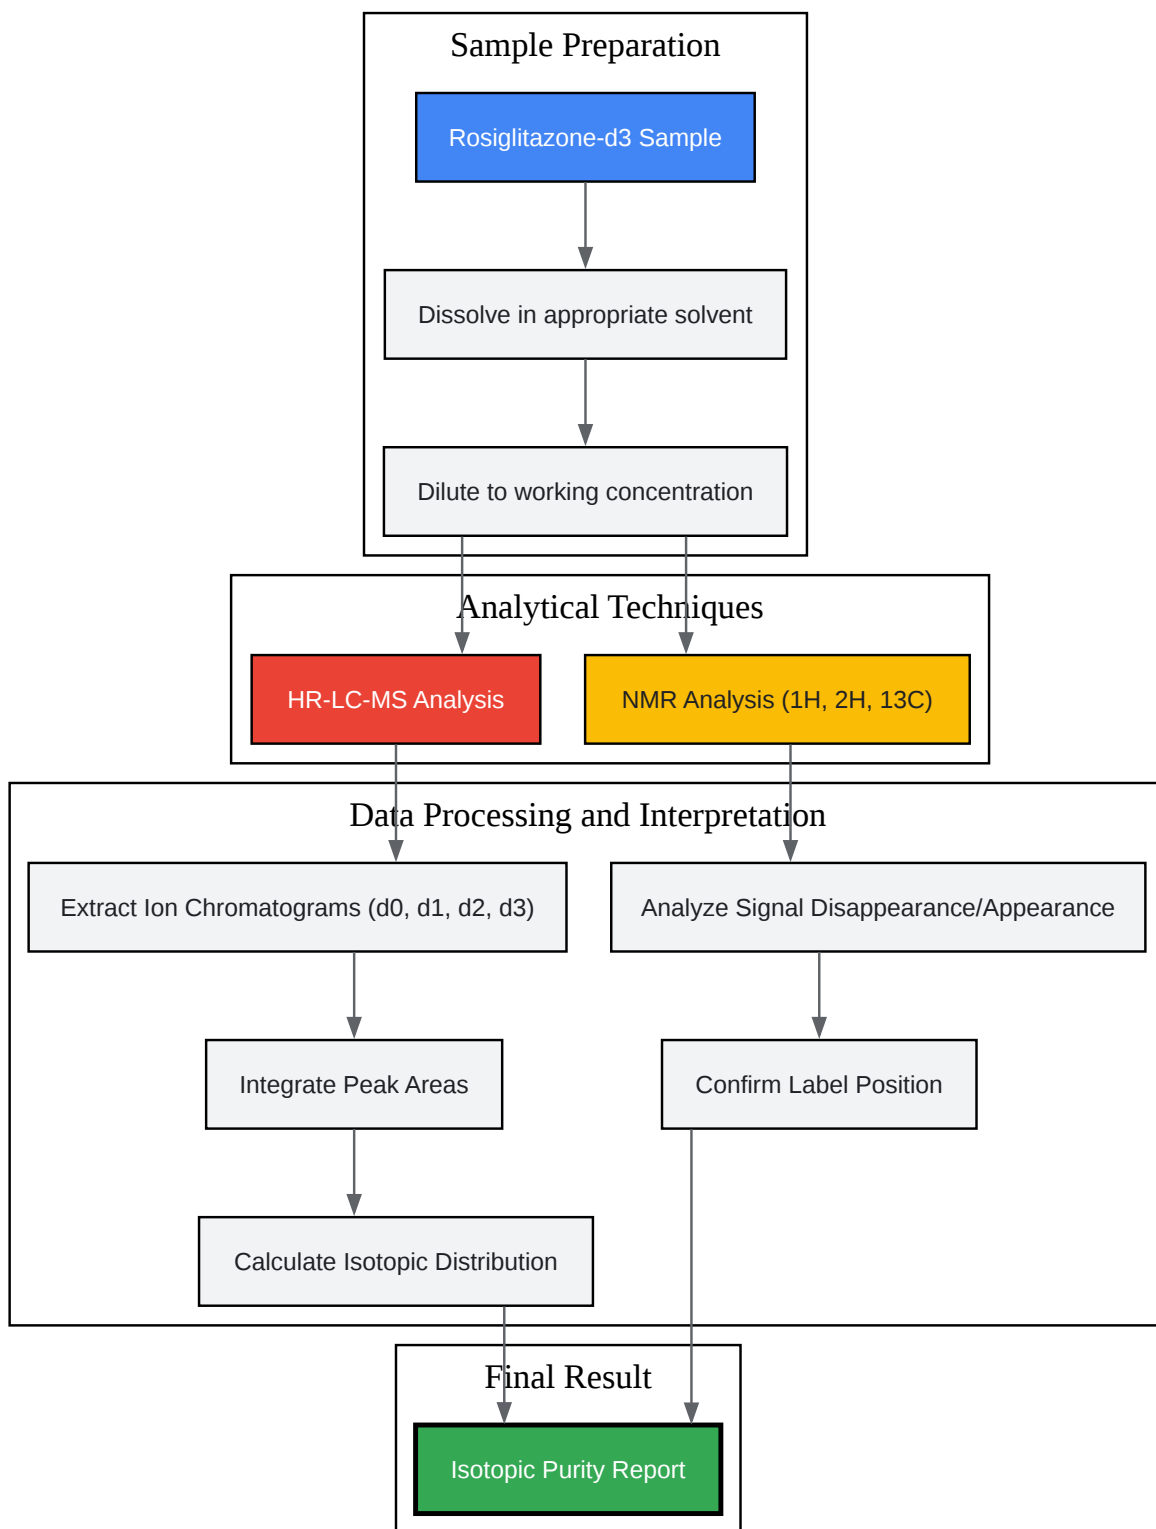 Sample Preparation
Rosiglitazone-d3 Sample
Dissolve in appropriate solvent
Dilute to working concentration
Analytical Techniques
HR-LC-MS Analysis
NMR Analysis (1H, 2H, 13C)
Data Processing and Interpretation
Extract Ion Chromatograms (d0, d1, d2, d3)
Analyze Signal Disappearance/Appearance
Integrate Peak Areas
Confirm Label Position
Calculate Isotopic Distribution
Final Result
Isotopic Purity Report